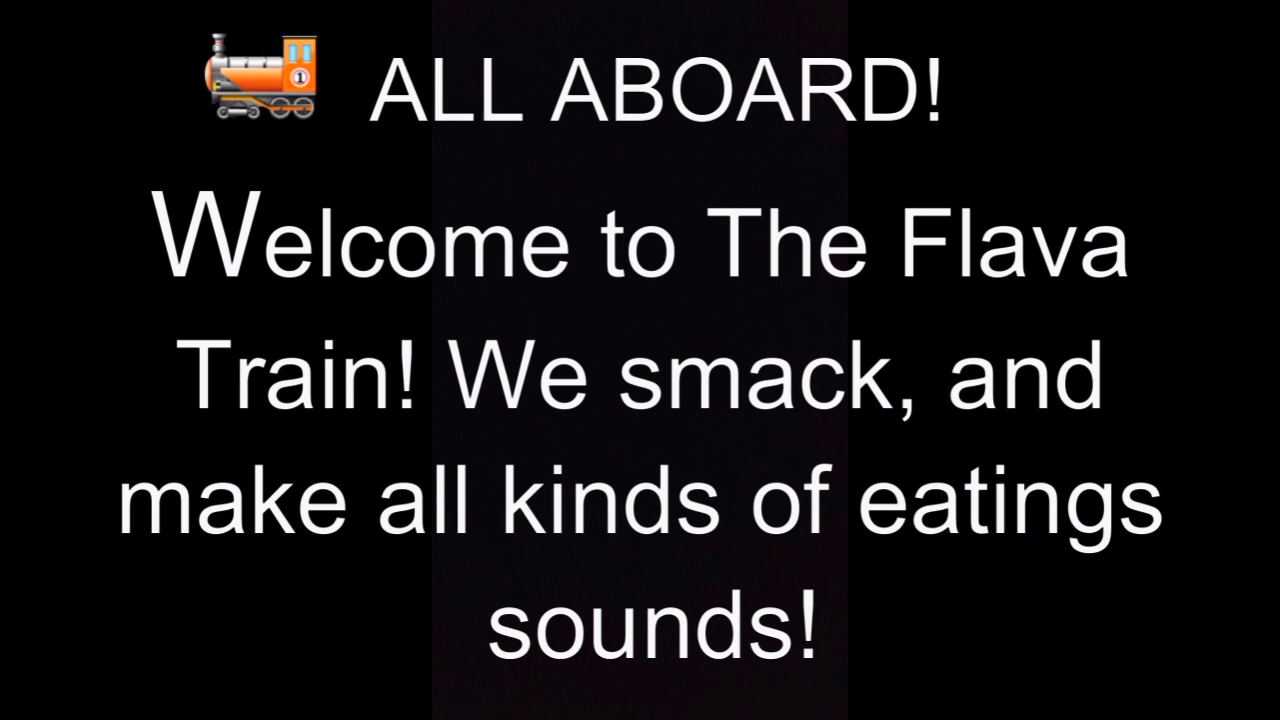 🚂 ALL ABOARD!
Welcome to The Flava
Train! We smack, and
make all kinds of eatings
sounds!